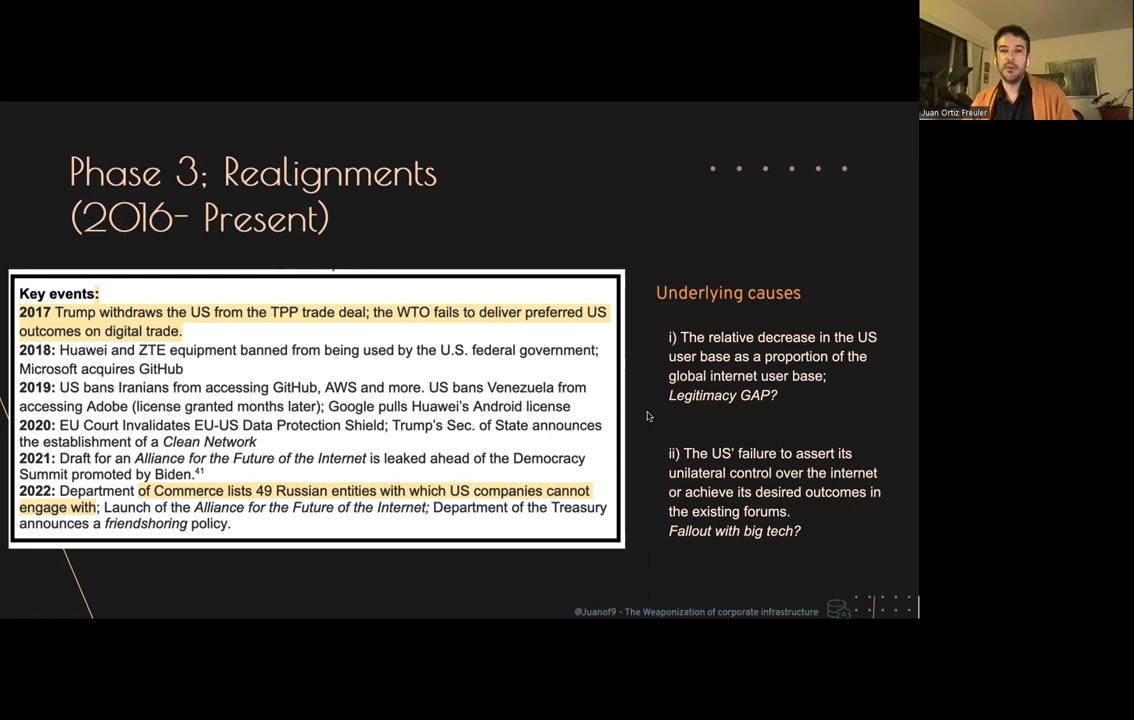 Juan Ortiz Freuler
Phase 3; Realignments
(2016- Present)
Key events:
2017 Trump withdraws the US from the TPP trade deal; the WTO fails to deliver preferred US
outcomes on digital trade.
2018: Huawei and ZTE equipment banned from being used by the U.S. federal government;
Microsoft acquires GitHub
2019: US bans Iranians from accessing GitHub, AWS and more. US bans Venezuela from
accessing Adobe (license granted months later); Google pulls Huawei's Android license
2020: EU Court Invalidates EU-US Data Protection Shield; Trump's Sec. of State announces
the establishment of a Clean Network
2021: Draft for an Alliance for the Future of the Internet is leaked ahead of the Democracy
Summit promoted by Biden.41
2022: Department of Commerce lists 49 Russian entities with which US companies cannot
engage with; Launch of the Alliance for the Future of the Internet; Department of the Treasury
announces a friendshoring policy.
Underlying causes
i) The relative decrease in the US
user base as a proportion of the
global internet user base;
Legitimacy GAP?
ii) The US' failure to assert its
unilateral control over the internet
or achieve its desired outcomes in
the existing forums.
Fallout with big tech?
@Juanof9 - The Weaponization of corporate infrastructure